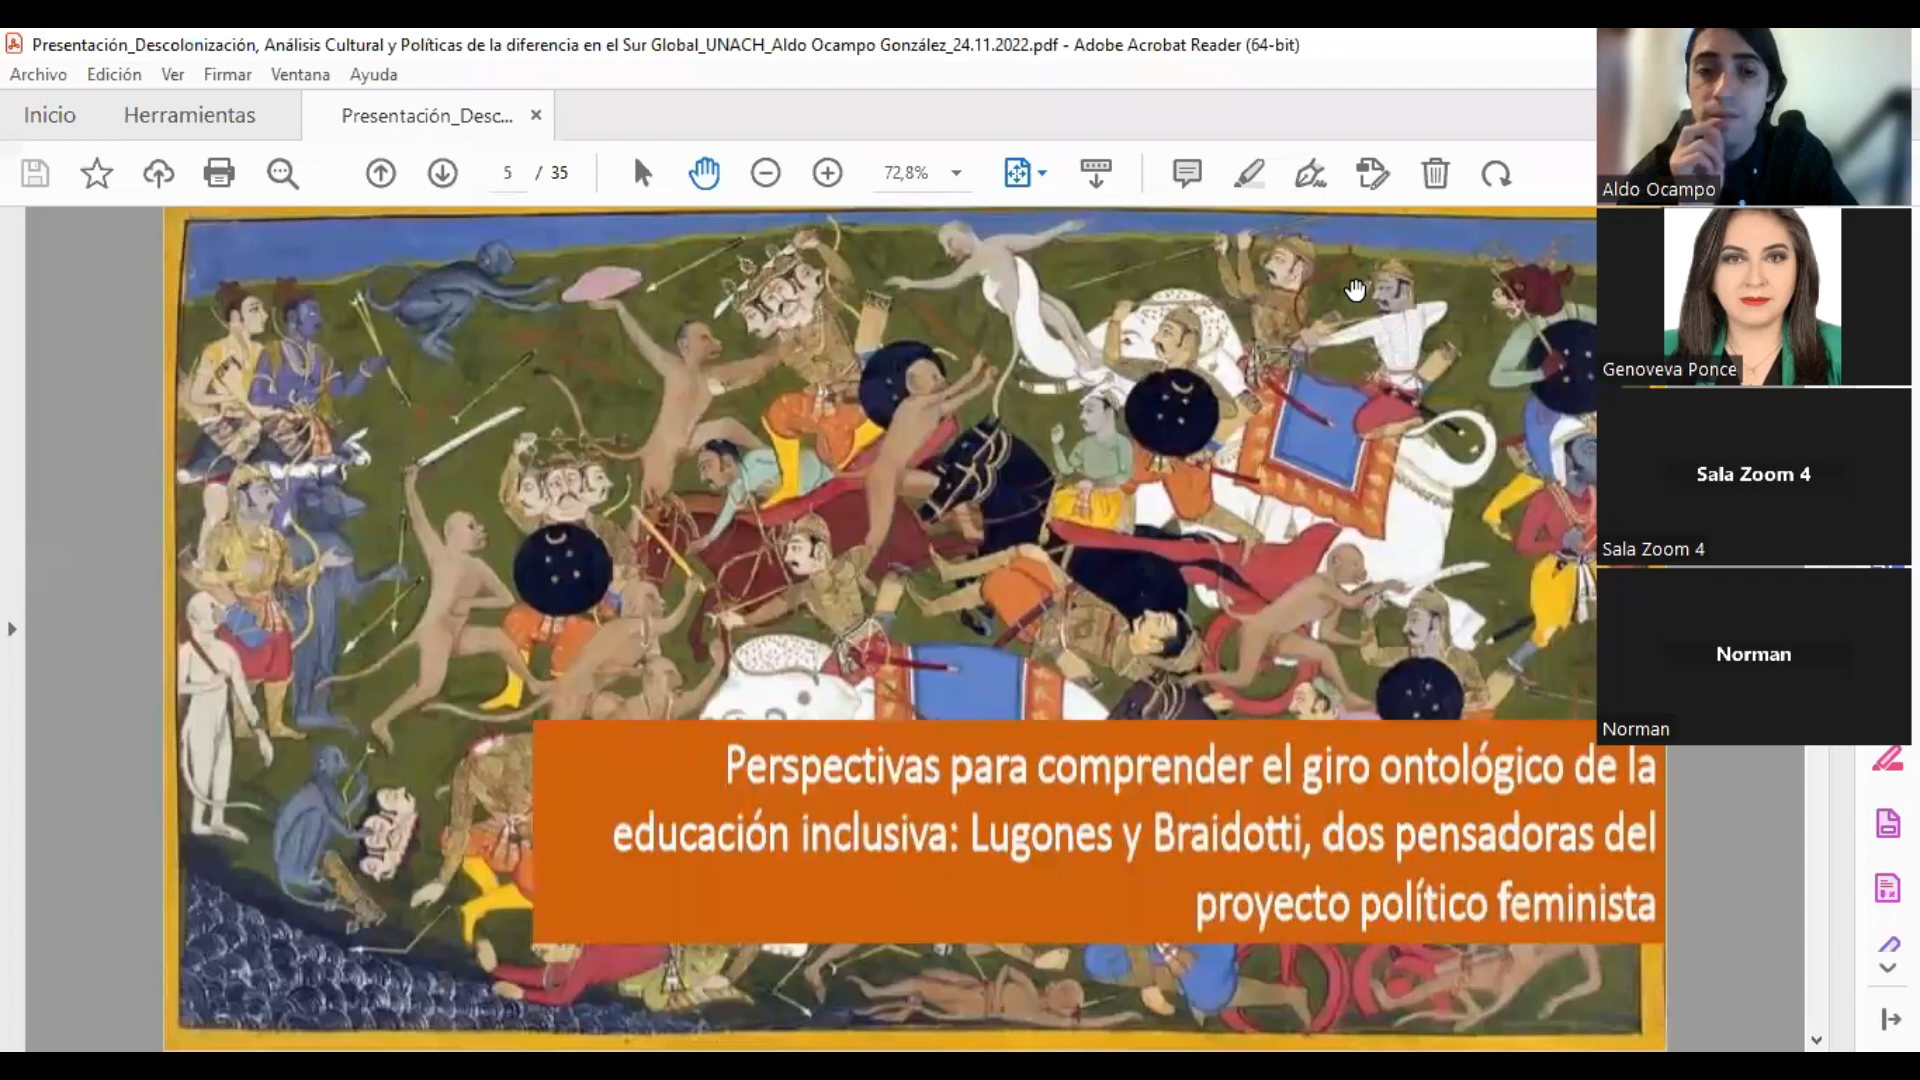 Presentación_Descolonización, Análisis Cultural y Políticas de la diferencia en el Sur Global_UNACH_Aldo Ocampo González_24.11.2022.pdf - Adobe Acrobat Reader (64-bit)
Archivo Edición Ver Firmar Ventana Ayuda
Inicio Herramientas Presentación_Desc... ×
5 / 35 72,8%
Aldo Ocampo
Genoveva Ponce
Sala Zoom 4
Sala Zoom 4
Norman
Norman
Perspectivas para comprender el giro ontológico de la
educación inclusiva: Lugones y Braidotti, dos pensadoras del
proyecto político feminista